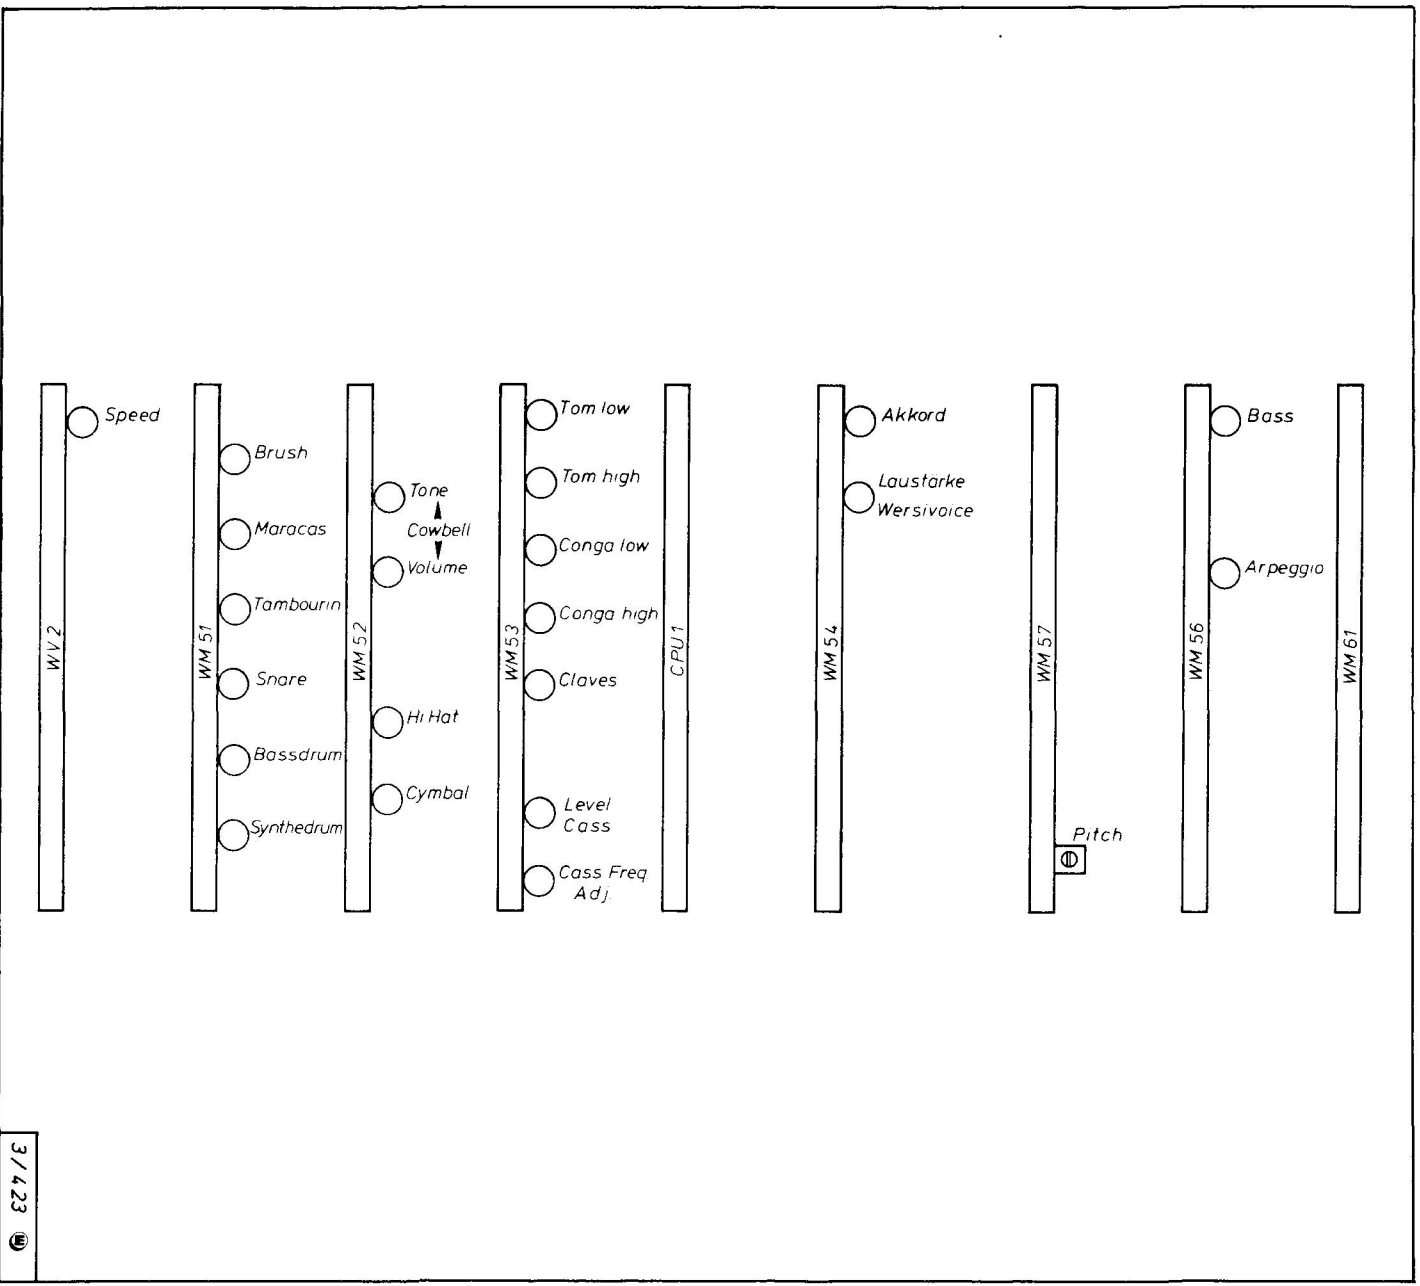 WV 2
Speed
WM 51
Brush
Maracas
Tambourin
Snare
Bassdrum
Synthedrum
WM 52
Tone
Cowbell
Volume
Hi Hat
Cymbal
WM 53
Tom low
Tom high
Conga low
Conga high
Claves
Level
Cass
Cass Freq.
Adj.
CPU 1
WM 54
Akkord
Laustärke
Wersivoice
WM 57
Pitch
WM 56
Bass
Arpeggio
WM 61
3/423
W